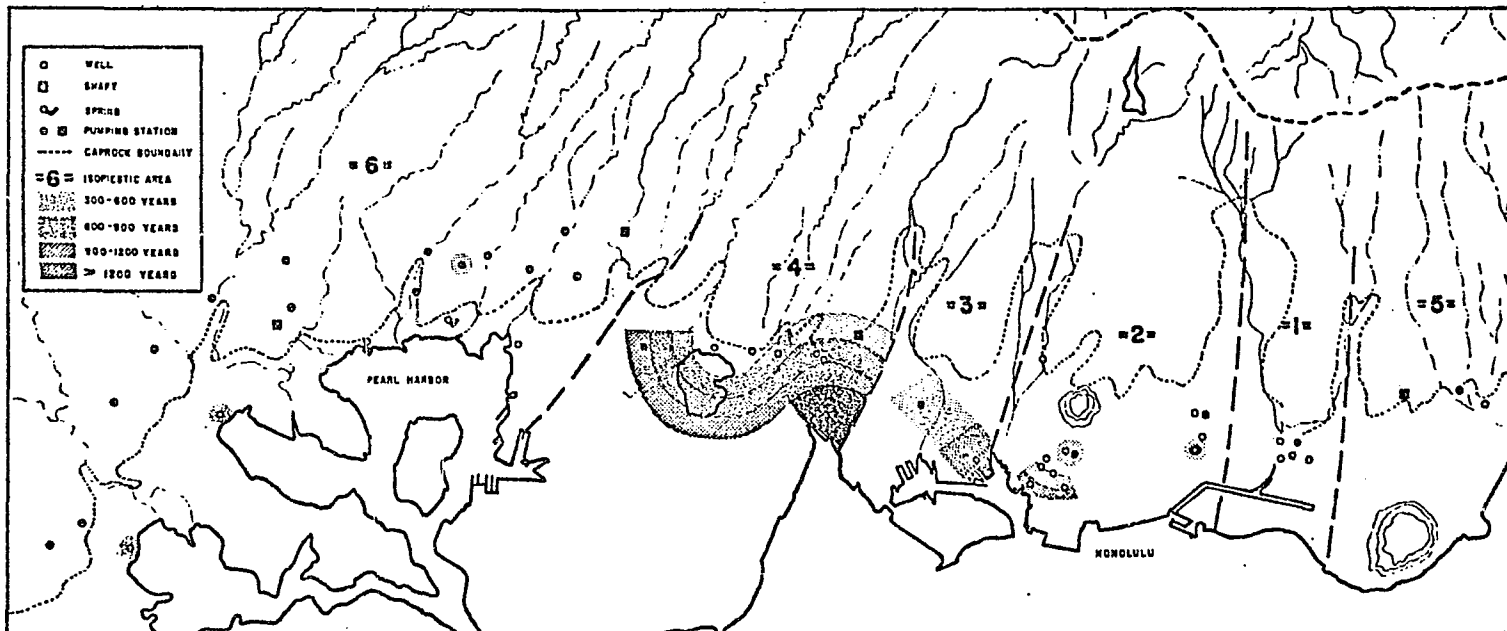 WELL
SHAFT
SPRING
PUMPING STATION
CAPROCK BOUNDARY
=6= ISOPIESTIC AREA
300-600 YEARS
600-900 YEARS
900-1200 YEARS
> 1200 YEARS
=6=
=4=
=3=
=2=
=1=
=5=
PEARL HARBOR
HONOLULU